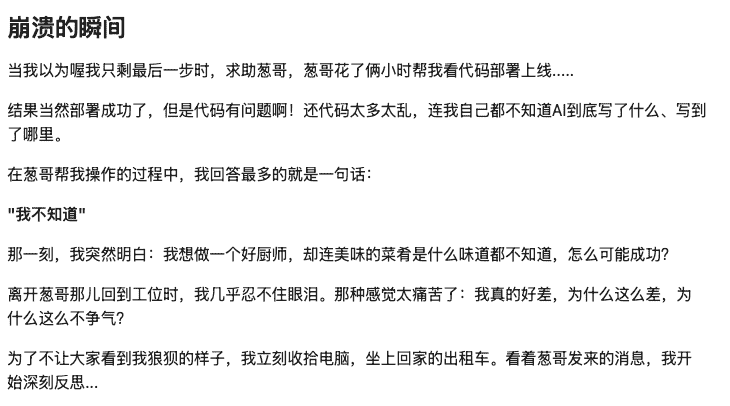 崩溃的瞬间
当我以为喔我只剩最后一步时，求助葱哥，葱哥花了俩小时帮我看代码部署上线.....
结果当然部署成功了，但是代码有问题啊！还代码太多太乱，连我自己都不知道AI到底写了什么、写到
了哪里。
在葱哥帮我操作的过程中，我回答最多的就是一句话：
"我不知道"
那一刻，我突然明白：我想做一个好厨师，却连美味的菜肴是什么味道都不知道，怎么可能成功？
离开葱哥那儿回到工位时，我几乎忍不住眼泪。那种感觉太痛苦了：我真的好差，为什么这么差，为
什么这么不争气？
为了不让大家看到我狼狈的样子，我立刻收拾电脑，坐上回家的出租车。看着葱哥发来的消息，我开
始深刻反思...